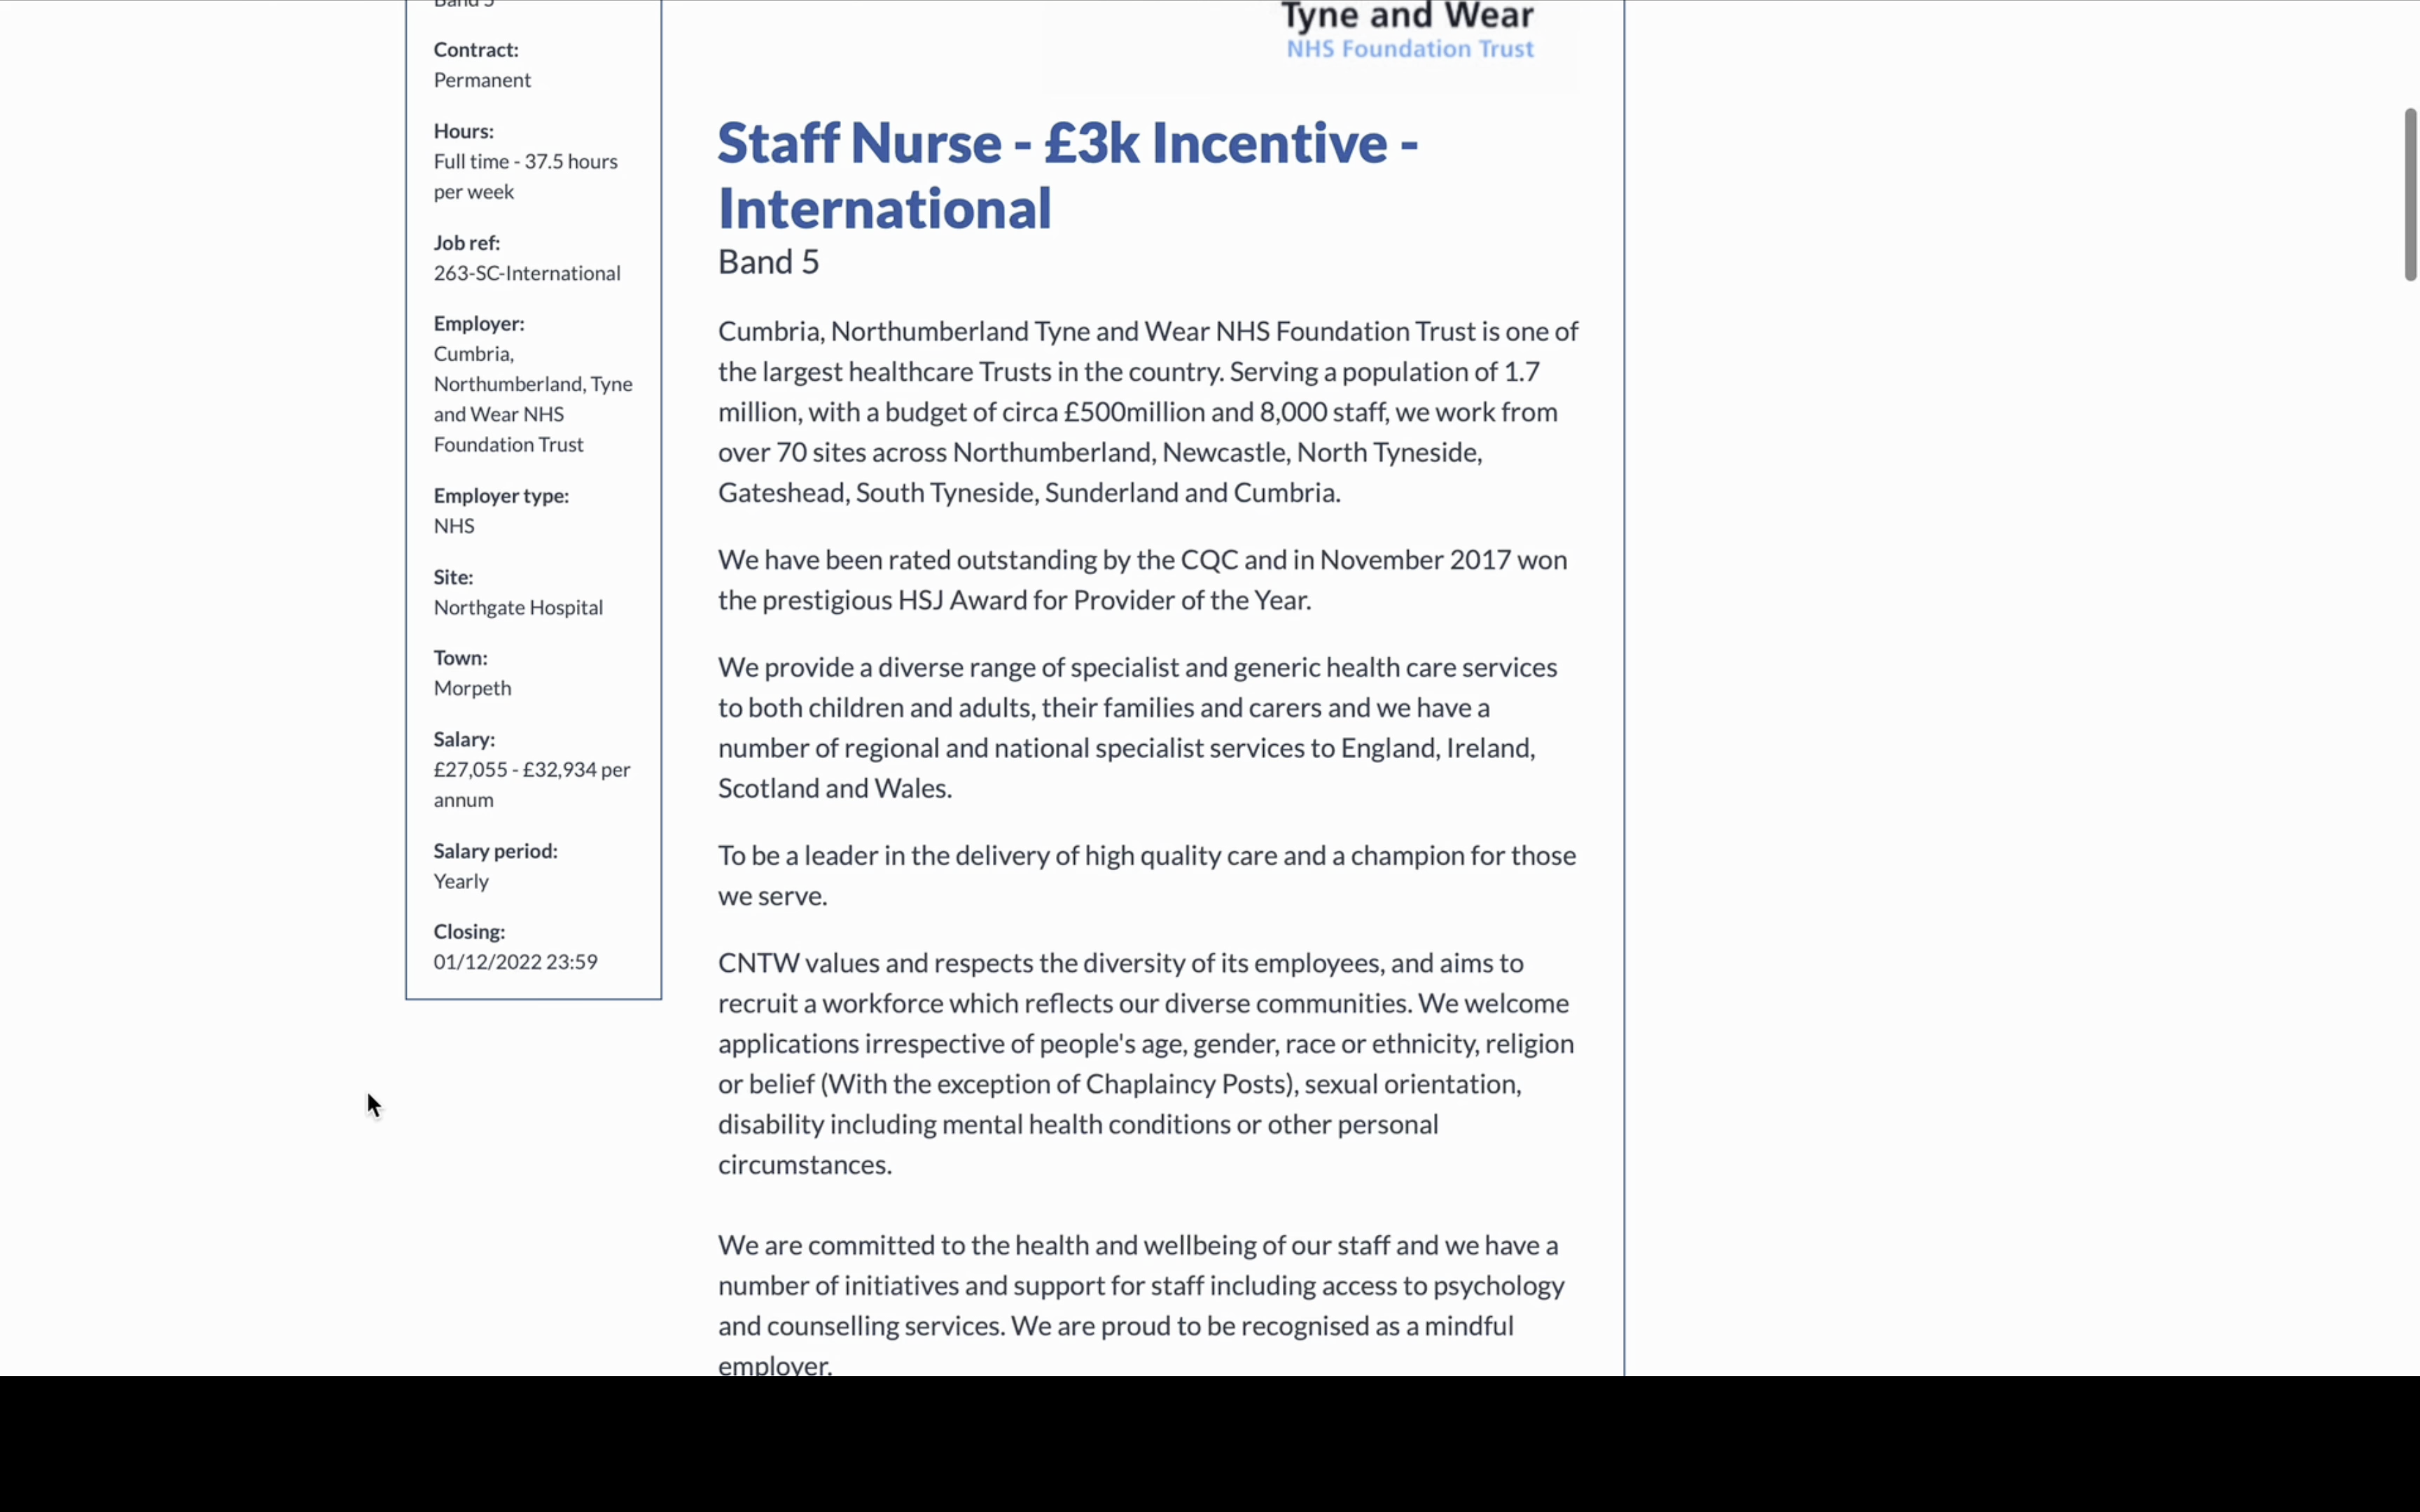 Band 5
Contract:
Permanent
Hours:
Full time - 37.5 hours
per week
Job ref:
263-SC-International
Employer:
Cumbria,
Northumberland, Tyne
and Wear NHS
Foundation Trust
Employer type:
NHS
Site:
Northgate Hospital
Town:
Morpeth
Salary:
£27,055 - £32,934 per
annum
Salary period:
Yearly
Closing:
01/12/2022 23:59
Tyne and Wear
NHS Foundation Trust
Staff Nurse - £3k Incentive -
International
Band 5
Cumbria, Northumberland Tyne and Wear NHS Foundation Trust is one of
the largest healthcare Trusts in the country. Serving a population of 1.7
million, with a budget of circa £500million and 8,000 staff, we work from
over 70 sites across Northumberland, Newcastle, North Tyneside,
Gateshead, South Tyneside, Sunderland and Cumbria.
We have been rated outstanding by the CQC and in November 2017 won
the prestigious HSJ Award for Provider of the Year.
We provide a diverse range of specialist and generic health care services
to both children and adults, their families and carers and we have a
number of regional and national specialist services to England, Ireland,
Scotland and Wales.
To be a leader in the delivery of high quality care and a champion for those
we serve.
CNTW values and respects the diversity of its employees, and aims to
recruit a workforce which reflects our diverse communities. We welcome
applications irrespective of people's age, gender, race or ethnicity, religion
or belief (With the exception of Chaplaincy Posts), sexual orientation,
disability including mental health conditions or other personal
circumstances.
We are committed to the health and wellbeing of our staff and we have a
number of initiatives and support for staff including access to psychology
and counselling services. We are proud to be recognised as a mindful
employer.